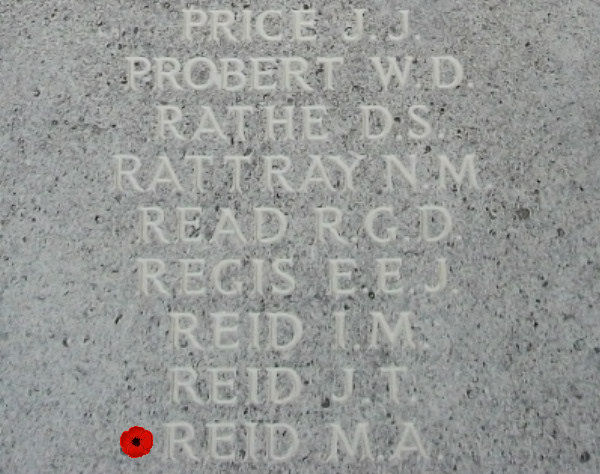 PRICE J.J.
PROBERT W.D.
RATHE D.S.
RATTRAY N.M.
READ R.G.D.
REGIS E.E.J.
REID I.M.
REID J.T.
REID M.A.